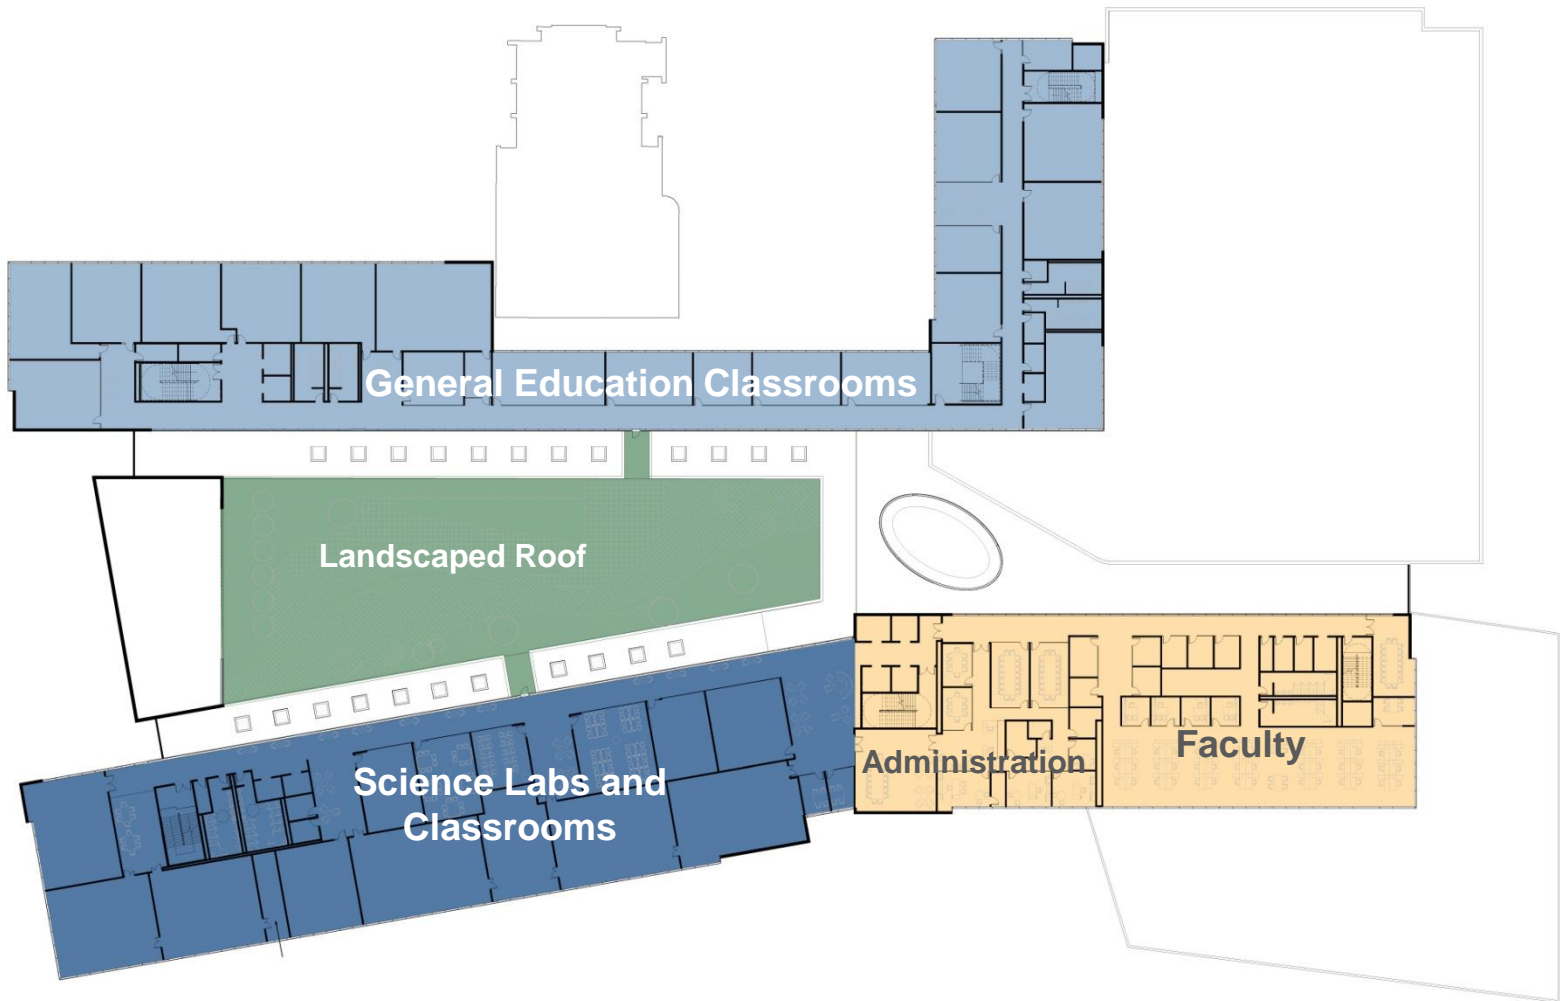 General Education Classrooms
Landscaped Roof
Science Labs and
Classrooms
Administration
Faculty